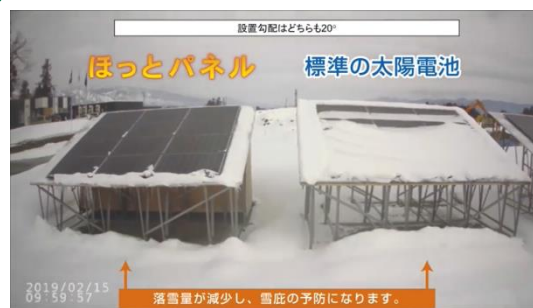 設置勾配はどちらも20°
ほっとパネル
標準の太陽電池
2019/02/15
09:59:57
落雪量が減少し、雪庇の予防になります。